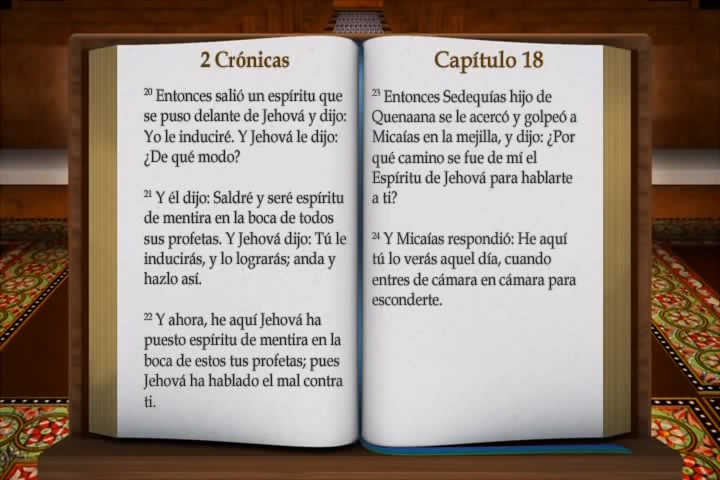 2 Crónicas
20 Entonces salió un espíritu que
se puso delante de Jehová y dijo:
Yo le induciré. Y Jehová le dijo:
¿De qué modo?
21 Y él dijo: Saldré y seré espíritu
de mentira en la boca de todos
sus profetas. Y Jehová dijo: Tú le
inducirás, y lo lograrás; anda y
hazlo así.
22 Y ahora, he aquí Jehová ha
puesto espíritu de mentira en la
boca de estos tus profetas; pues
Jehová ha hablado el mal contra
ti.
Capítulo 18
23 Entonces Sedequías hijo de
Quenaana se le acercó y golpeó a
Micaías en la mejilla, y dijo: ¿Por
qué camino se fue de mí el
Espíritu de Jehová para hablarte
a ti?
24 Y Micaías respondió: He aquí
tú lo verás aquel día, cuando
entres de cámara en cámara para
esconderte.